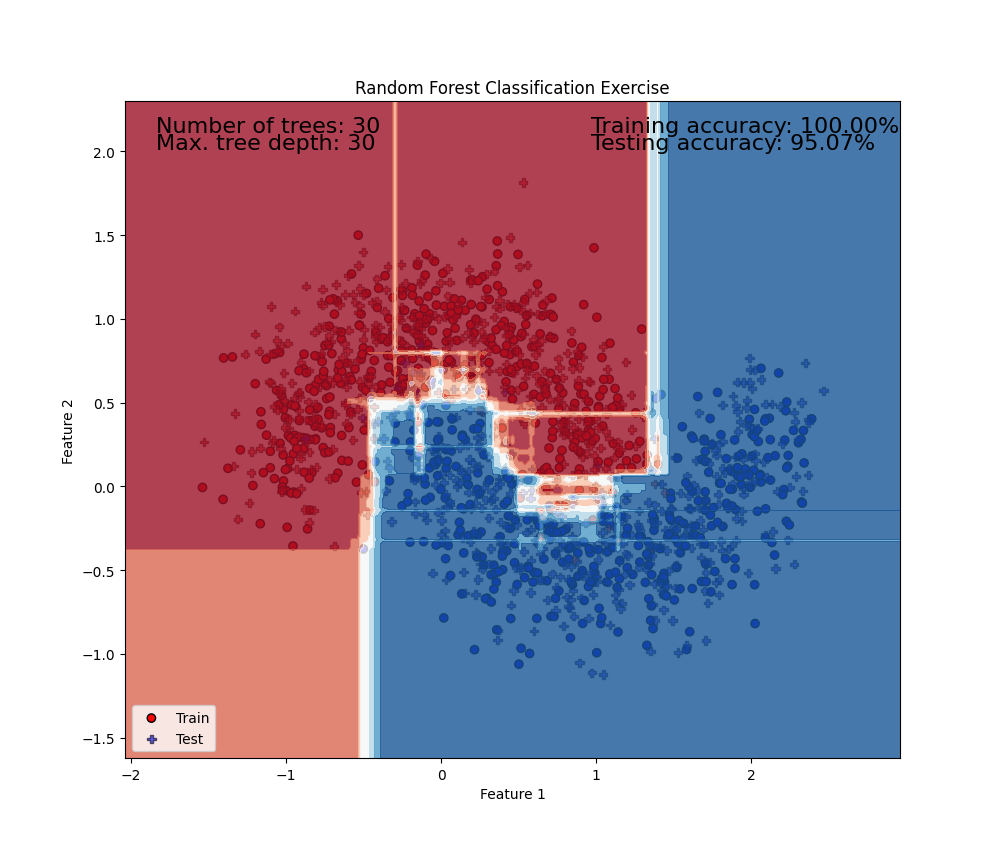 Random Forest Classification Exercise
Number of trees: 30
Training accuracy: 100.00%
Max. tree depth: 30
Testing accuracy: 95.07%
2.0
1.5
1.0
0.5
0.0
−0.5
−1.0
−1.5
Feature 2
Train
Test
−2
−1
0
1
2
Feature 1